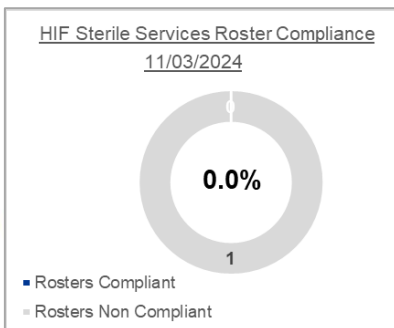 HIF Sterile Services Roster Compliance
11/03/2024
0
0.0%
1
Rosters Compliant
Rosters Non Compliant